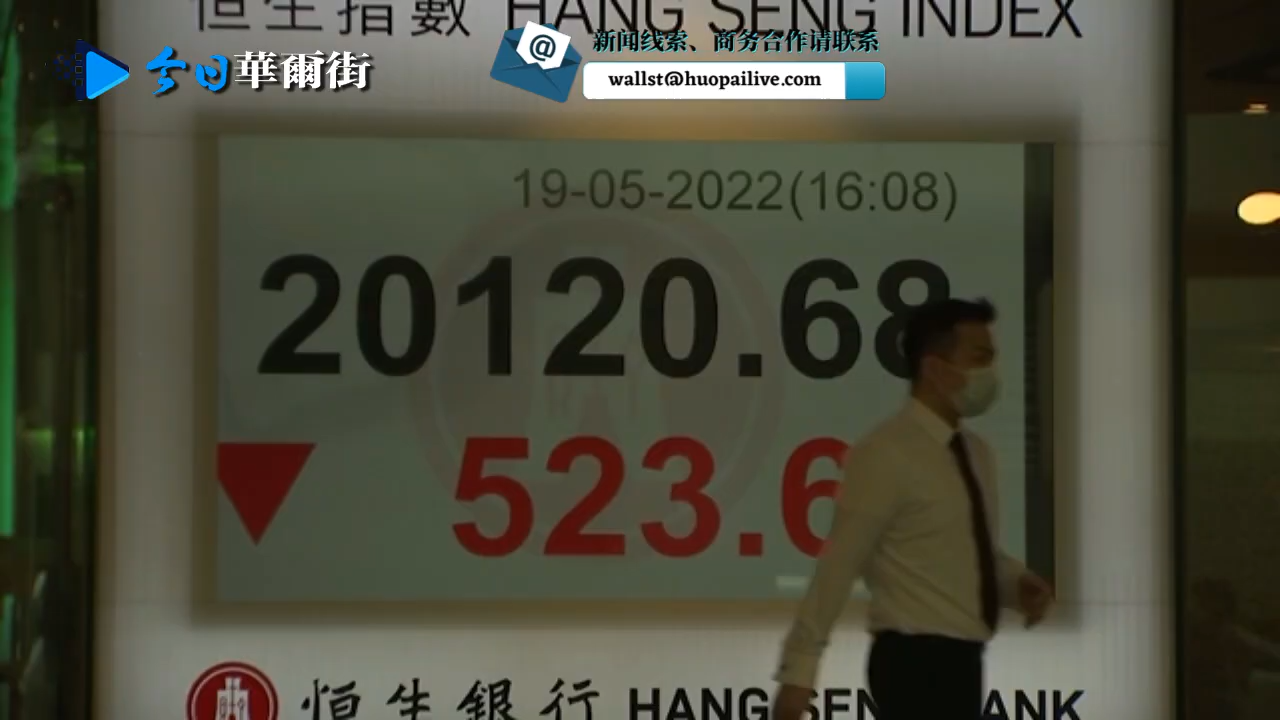 恒生指數 HANG SENG INDEX
今日華爾街
新闻线索、商务合作请联系
wallst@huopailive.com
19-05-2022(16:08)
20120.68
523.6
恒生銀行 HANG SENG BANK